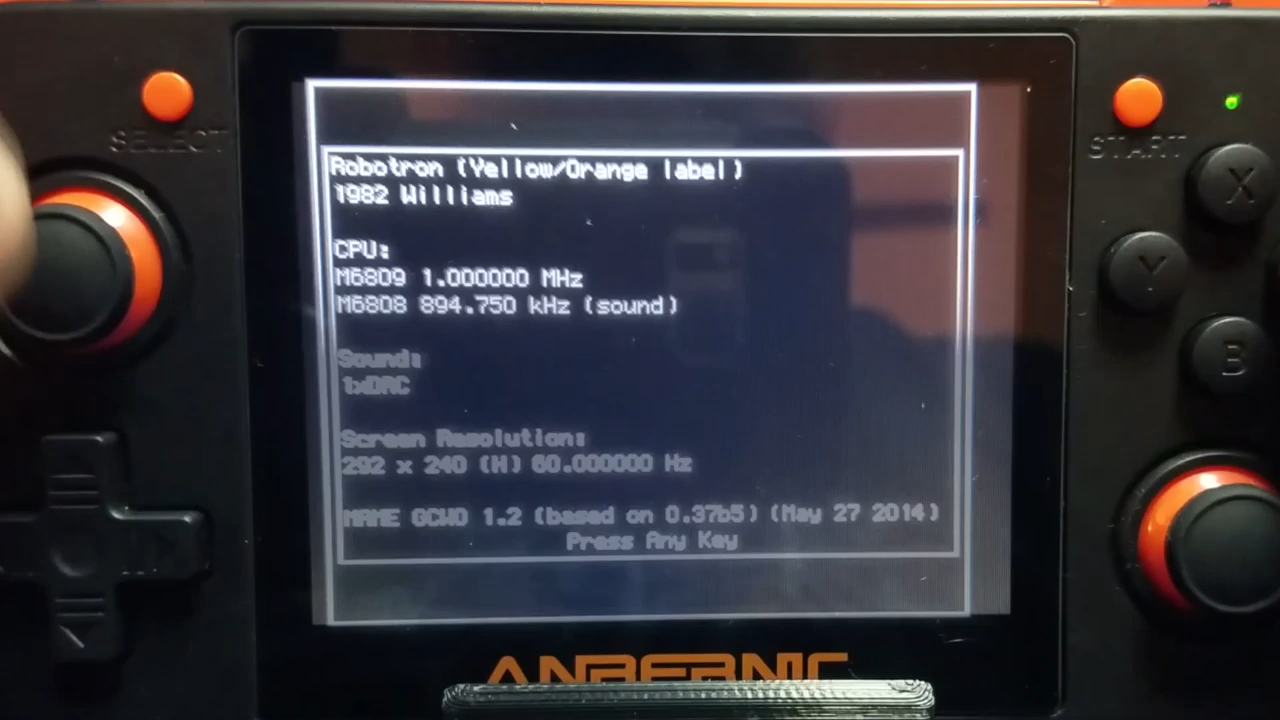 SELECT
START
X
Y
B
Robotron (Yellow/Orange label)
1982 Williams
CPU:
M6809 1.000000 MHz
M6808 894.750 kHz (sound)
Sound:
1xDAC
Screen Resolution:
292 x 240 (H) 60.000000 Hz
MAME GCW0 1.2 (based on 0.37b5) (May 27 2014)
Press Any Key
ANBERNIC